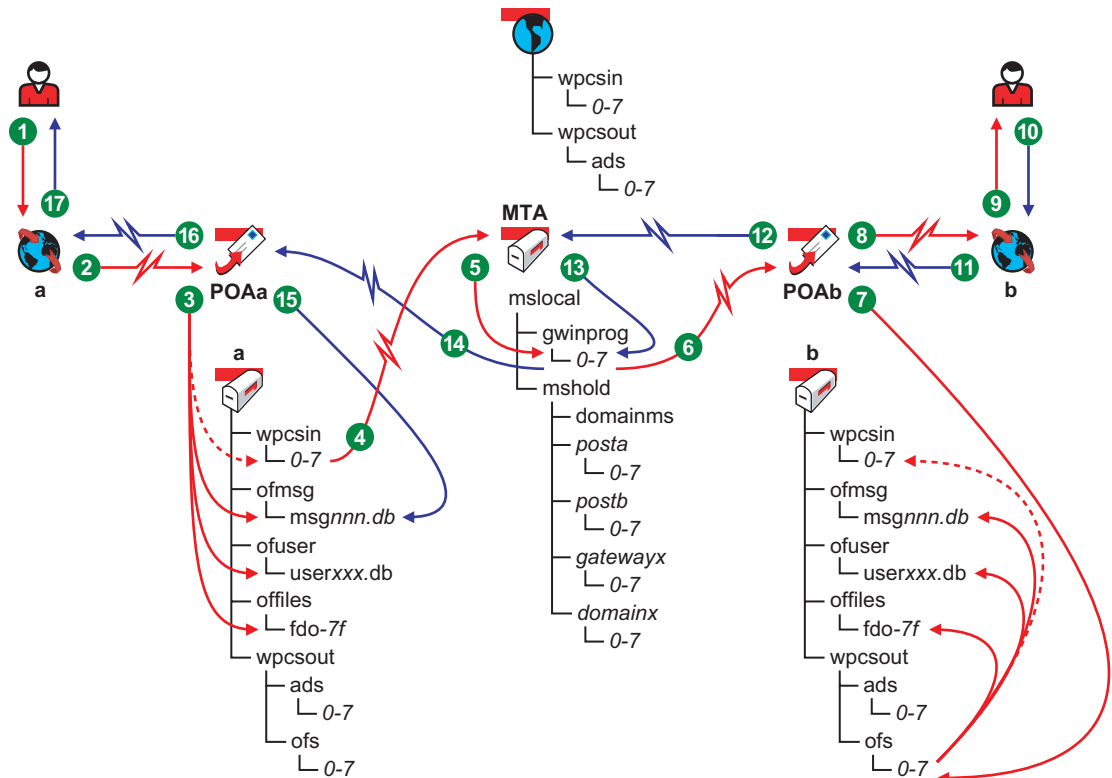 wpcsin
0-7
wpcsout
ads
0-7
1
17
a
16
2
POAa
3
15
MTA
5
13
mslocal
gwinprog
0-7
mshold
domainms
posta
0-7
postb
0-7
gatewayx
0-7
domainx
0-7
14
6
4
12
8
POAb
7
10
9
11
b
a
wpcsin
0-7
ofmsg
msgnnn.db
ofuser
userxxx.db
offiles
fdo-7f
wpcsout
ads
0-7
ofs
0-7
b
wpcsin
0-7
ofmsg
msgnnn.db
ofuser
userxxx.db
offiles
fdo-7f
wpcsout
ads
0-7
ofs
0-7